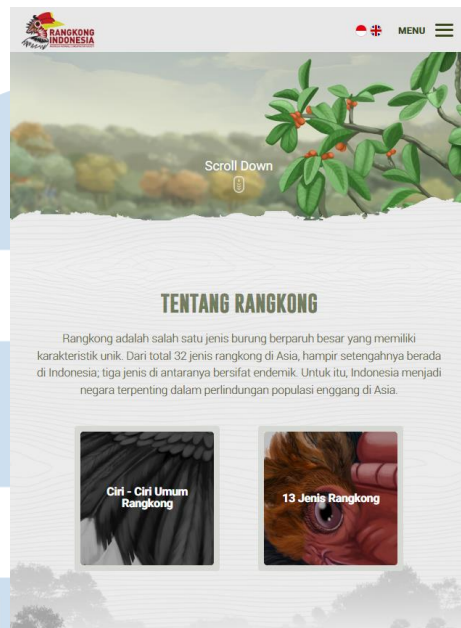 RANGKONG
INDONESIA
MENU
Scroll Down
TENTANG RANGKONG
Rangkong adalah salah satu jenis burung berparuh besar yang memiliki
karakteristik unik. Dari total 32 jenis rangkong di Asia, hampir setengahnya berada
di Indonesia; tiga jenis di antaranya bersifat endemik. Untuk itu, Indonesia menjadi
negara terpenting dalam perlindungan populasi enggang di Asia.
Ciri - Ciri Umum
Rangkong
13 Jenis Rangkong